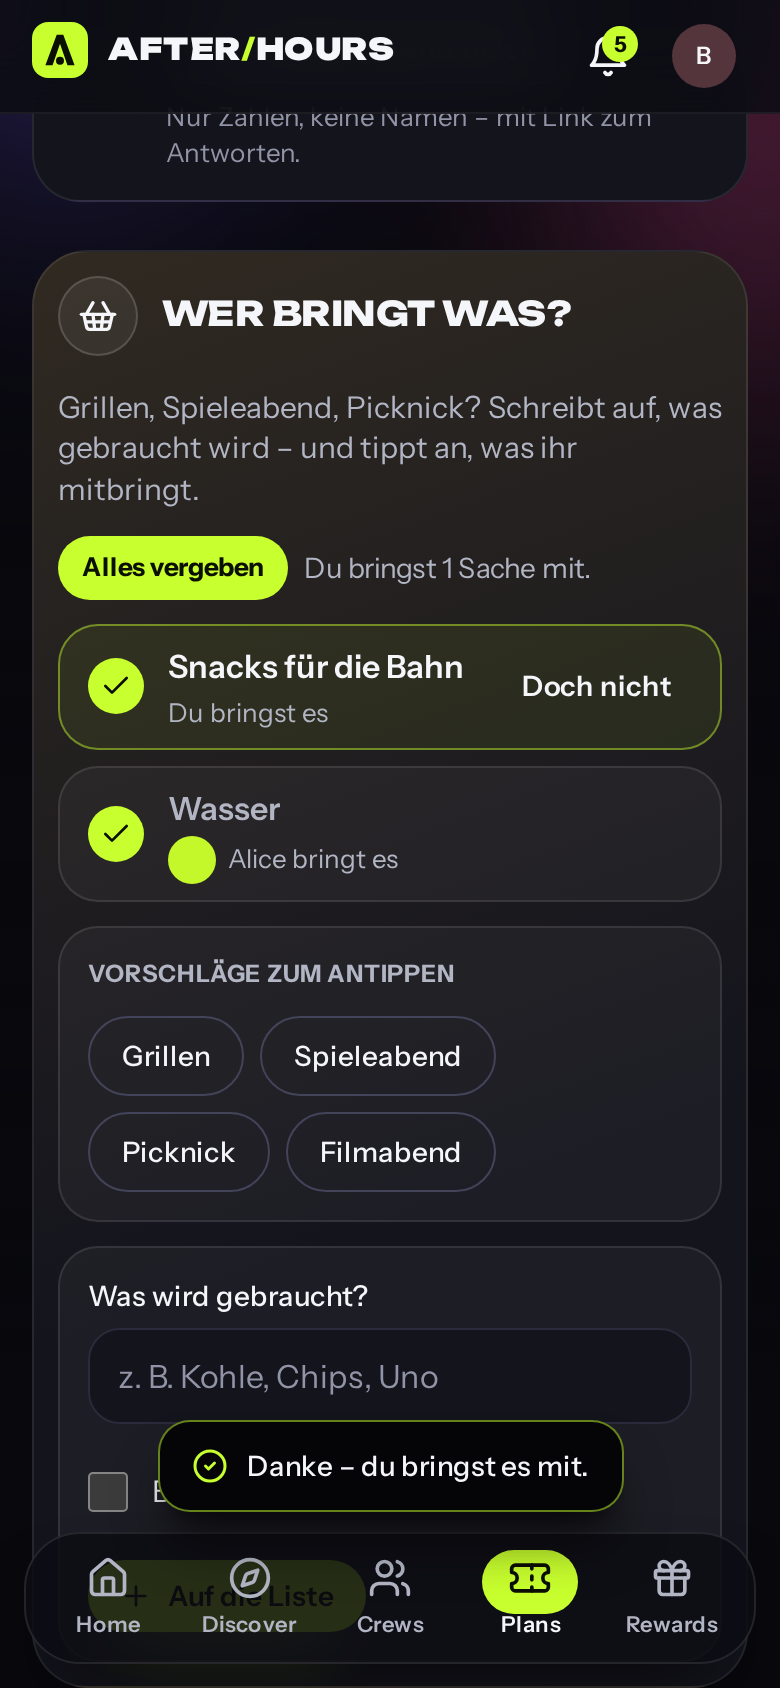 AFTER/HOURS
5
B
Nur Zahlen, keine Namen – mit Link zum
Antworten.
WER BRINGT WAS?
Grillen, Spieleabend, Picknick? Schreibt auf, was
gebraucht wird – und tippt an, was ihr
mitbringt.
Alles vergeben
Du bringst 1 Sache mit.
Snacks für die Bahn
Du bringst es
Doch nicht
Wasser
Alice bringt es
VORSCHLÄGE ZUM ANTIPPEN
Grillen
Spieleabend
Picknick
Filmabend
Was wird gebraucht?
z. B. Kohle, Chips, Uno
Danke – du bringst es mit.
Auf die Liste
Home
Discover
Crews
Plans
Rewards